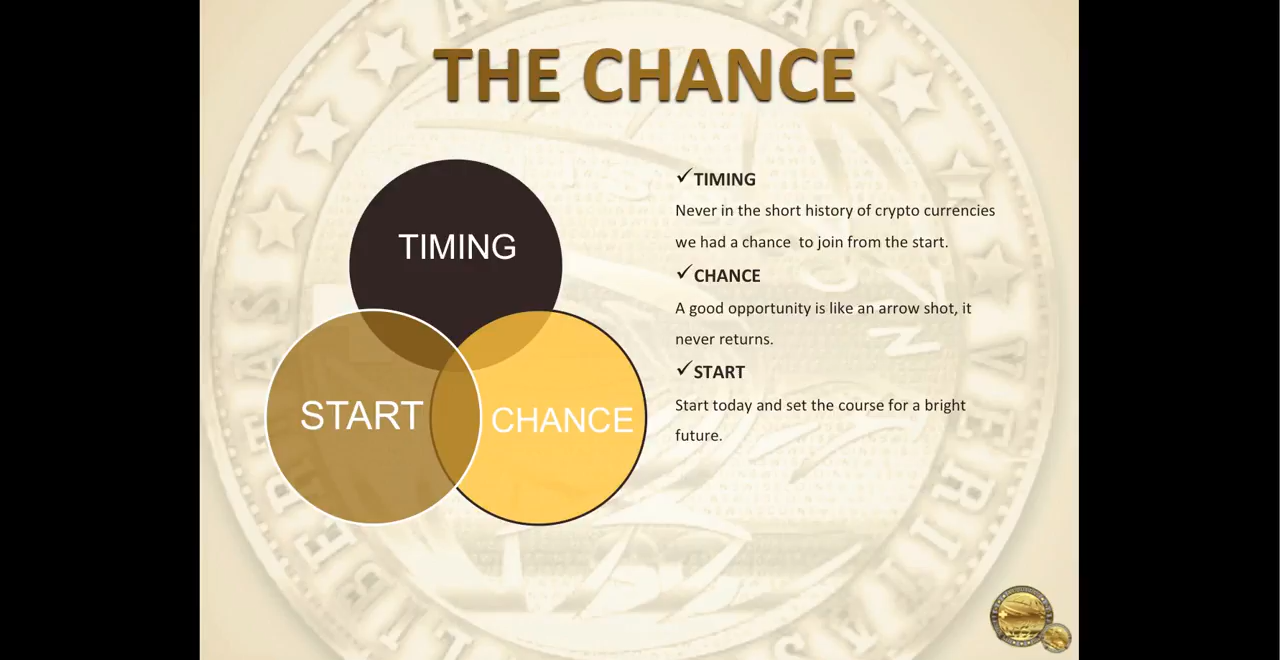 THE CHANCE
TIMING
START
CHANCE
✓TIMING
Never in the short history of crypto currencies
we had a chance to join from the start.
✓CHANCE
A good opportunity is like an arrow shot, it
never returns.
✓START
Start today and set the course for a bright
future.